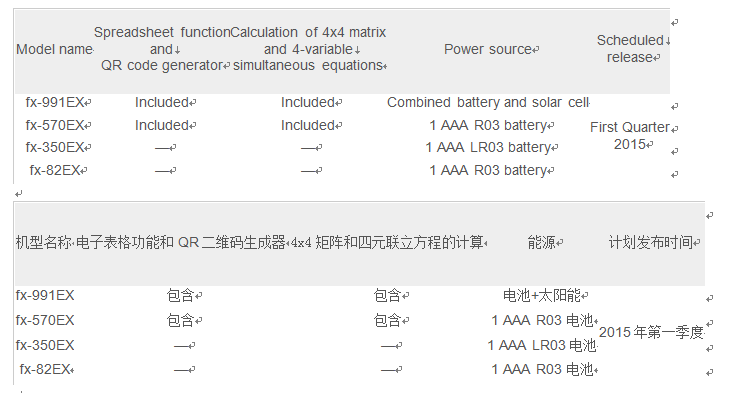 Model name Spreadsheet function and QR code generator Calculation of 4x4 matrix and 4-variable simultaneous equations Power source Scheduled release
fx-991EX Included Included Combined battery and solar cell
fx-570EX Included Included 1 AAA R03 battery
First Quarter 2015
fx-350EX — — 1 AAA LR03 battery
fx-82EX — — 1 AAA R03 battery
机型名称 电子表格功能和 QR 二维码生成器 4x4 矩阵和四元联立方程的计算 能源 计划发布时间
fx-991EX 包含 包含 电池+太阳能
fx-570EX 包含 包含 1 AAA R03 电池
2015 年第一季度
fx-350EX — — 1 AAA LR03 电池
fx-82EX — — 1 AAA R03 电池